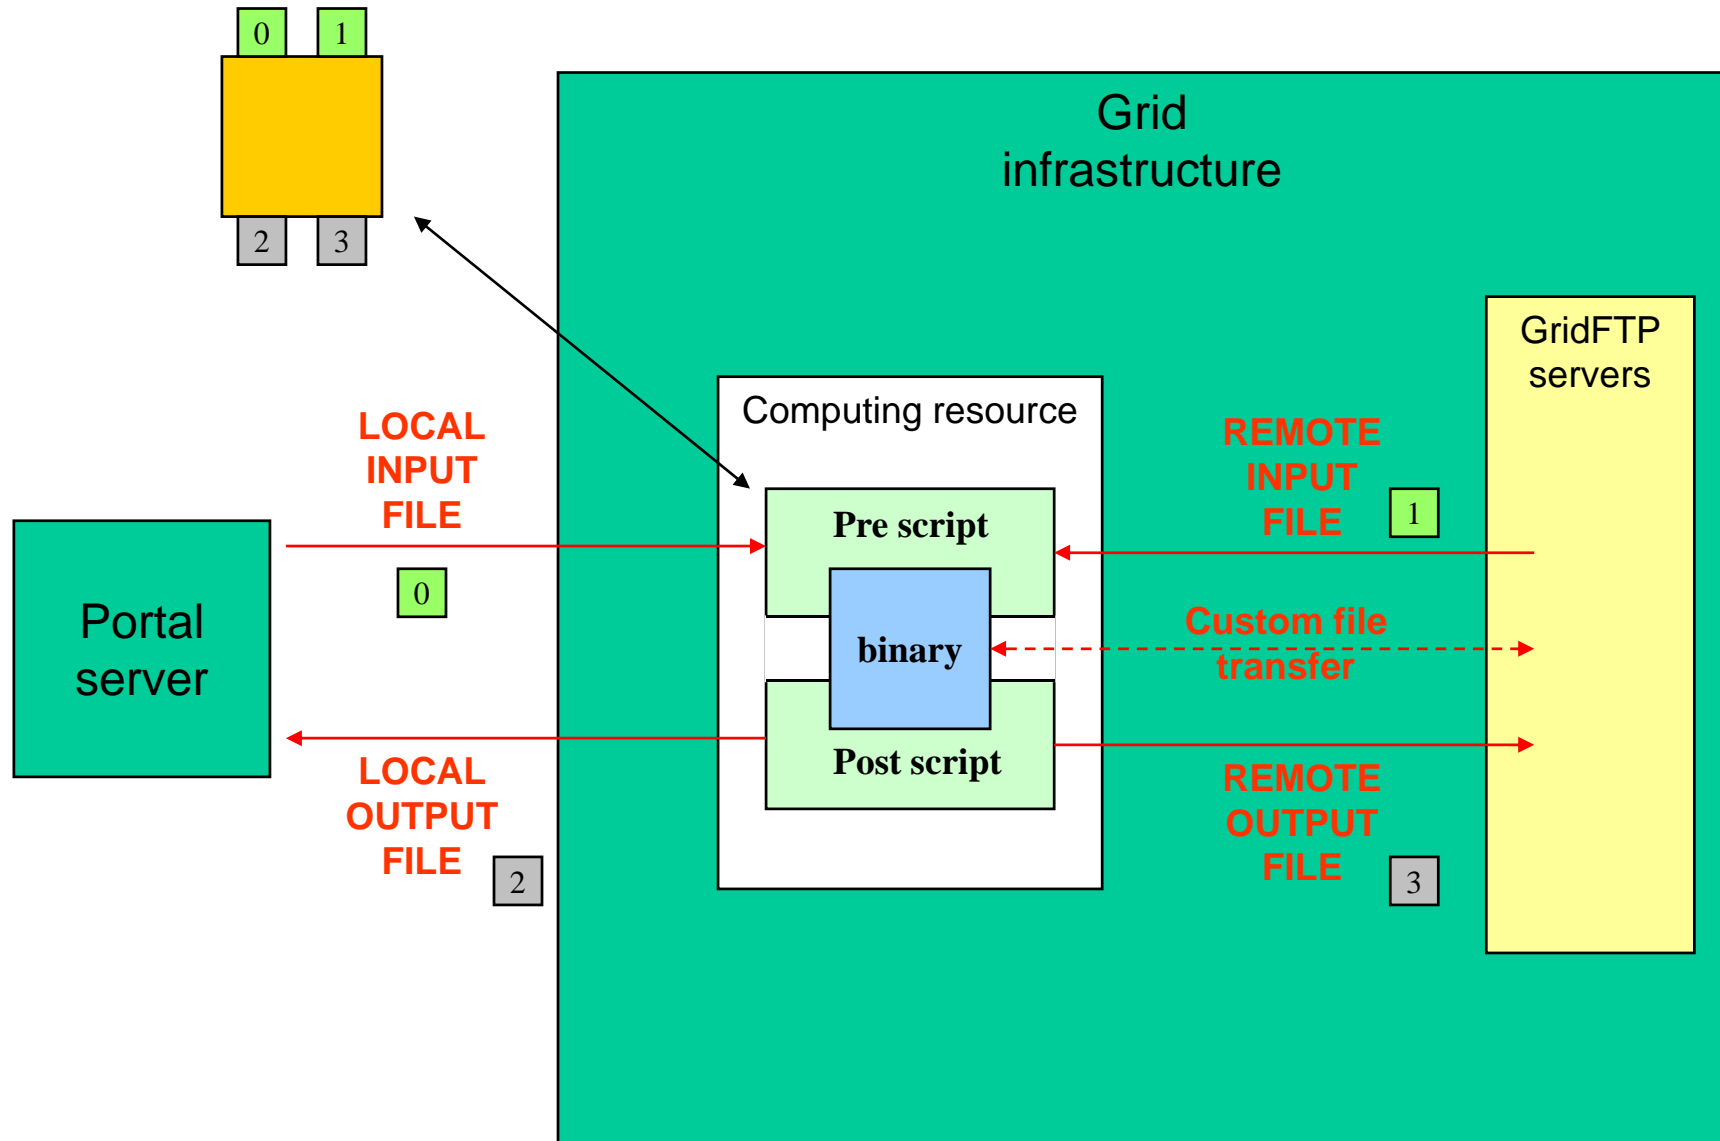 0 1
2 3
Grid
infrastructure
GridFTP
servers
Computing resource
LOCAL
INPUT
FILE
0
Portal
server
LOCAL
OUTPUT
FILE
2
Pre script
binary
Post script
REMOTE
INPUT
FILE
1
Custom file
transfer
REMOTE
OUTPUT
FILE
3